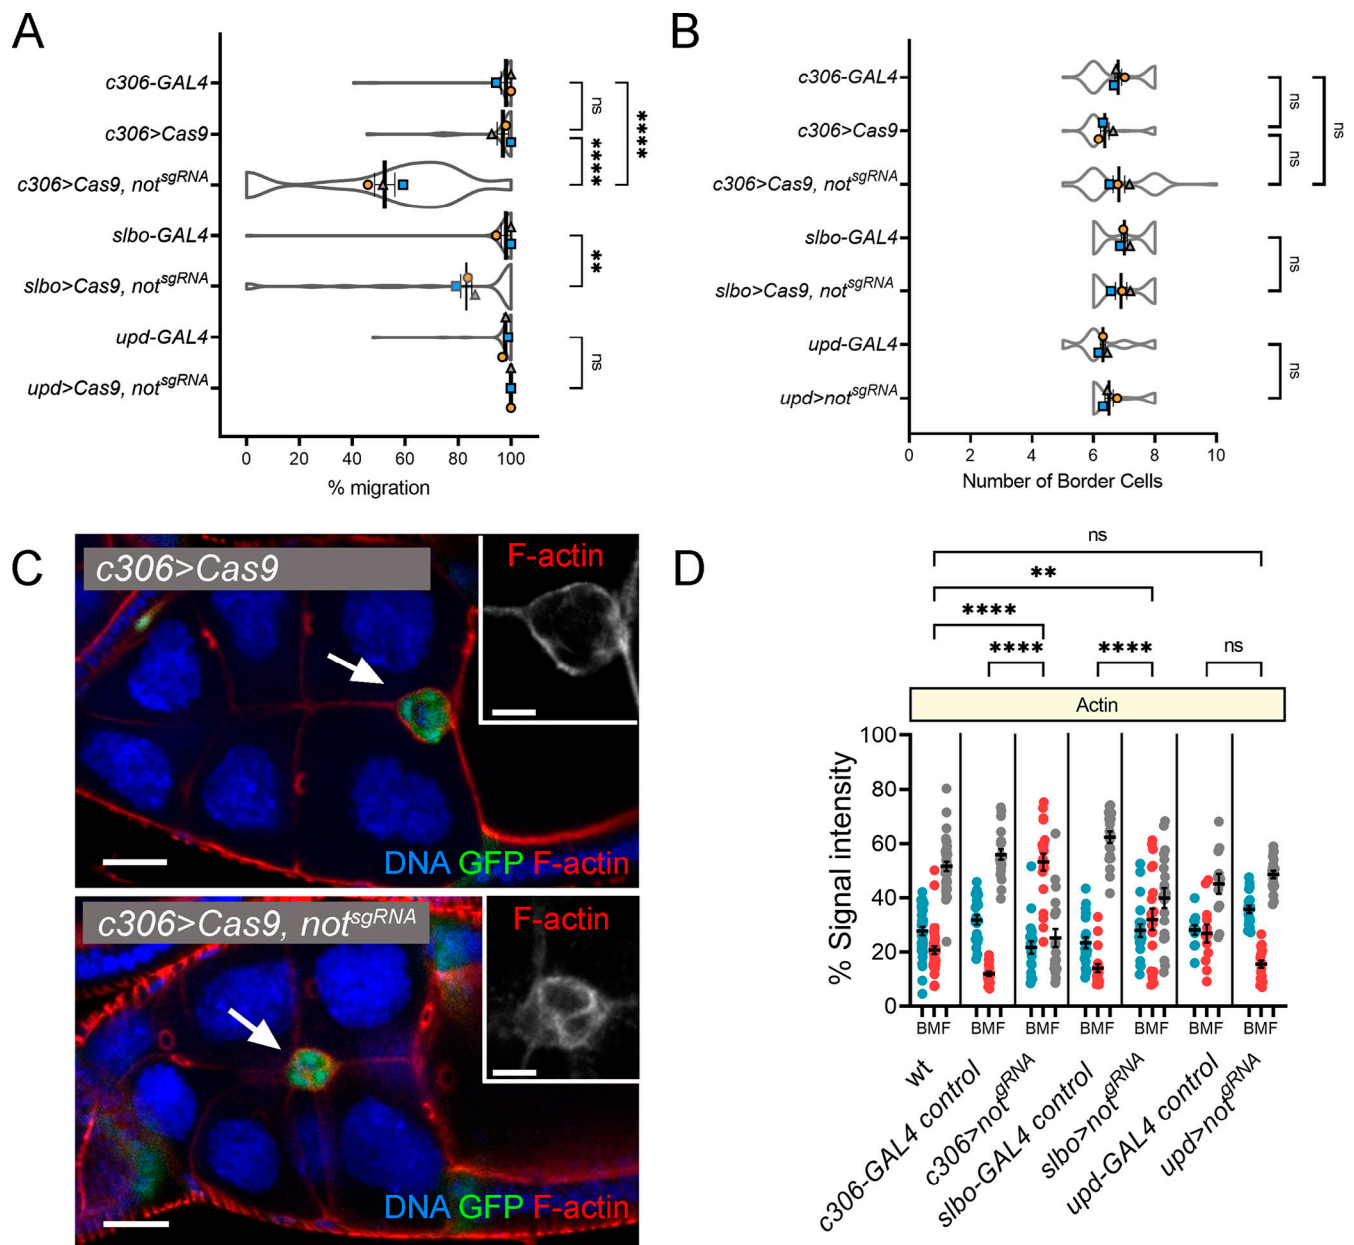 A
c306-GAL4
c306>Cas9
c306>Cas9, not^sgRNA
slbo-GAL4
slbo>Cas9, not^sgRNA
upd-GAL4
upd>Cas9, not^sgRNA
ns
****
****
**
ns
0 20 40 60 80 100
% migration
B
c306-GAL4
c306>Cas9
c306>Cas9, not^sgRNA
slbo-GAL4
slbo>Cas9, not^sgRNA
upd-GAL4
upd>not^sgRNA
ns
ns
ns
ns
ns
0 2 4 6 8 10
Number of Border Cells
C
c306>Cas9
F-actin
DNA GFP F-actin
c306>Cas9, not^sgRNA
F-actin
DNA GFP F-actin
D
ns
**
****
**** **** ns
Actin
% Signal intensity
100
80
60
40
20
0
BMF BMF BMF BMF BMF BMF BMF
wt
c306-GAL4 control
c306>not^gRNA
slbo-GAL4 control
slbo>not^gRNA
upd-GAL4 control
upd>not^gRNA